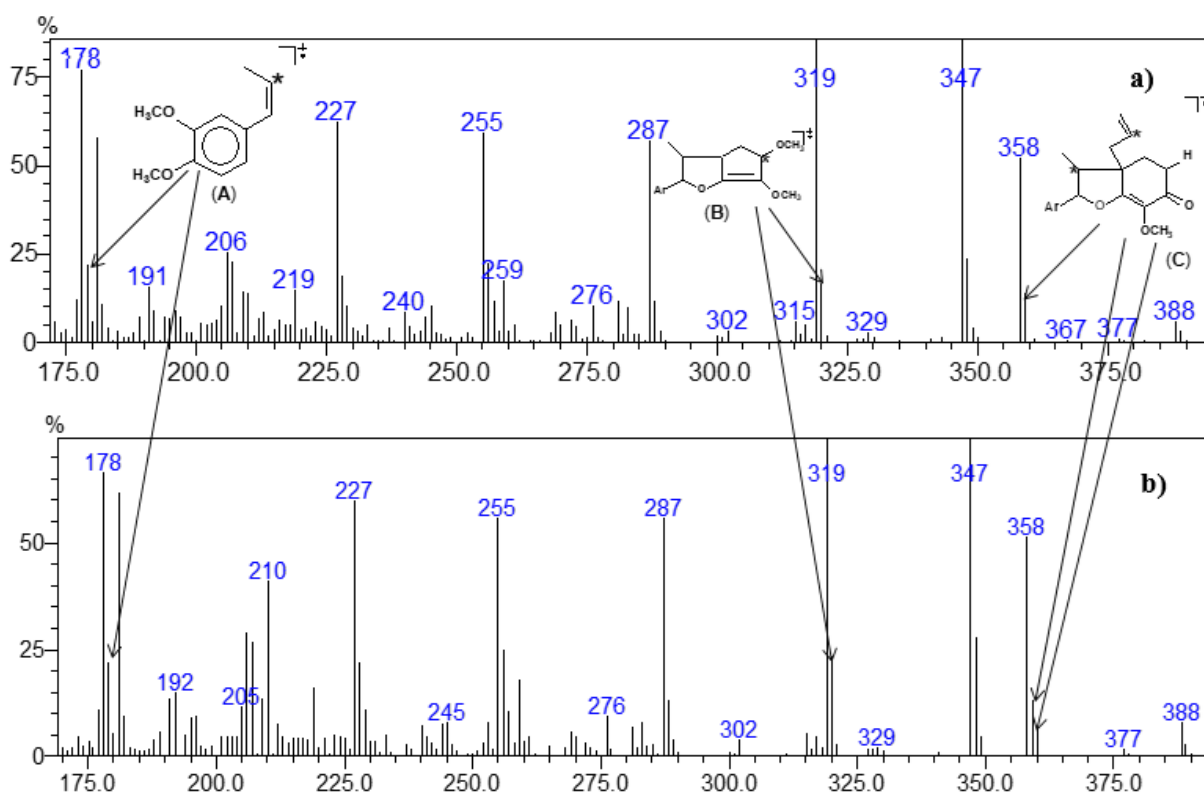 %
75
50
25
0
178
191
206
219
227
240
255
259
276
287
302
315
319
329
347
358
367
377
388
a)
H₃CO
H₃CO
*
(A)
Ar
O
*
OCH₃
OCH₃
(B)
*
*
H
Ar
O
O
OCH₃
(C)
175.0 200.0 225.0 250.0 275.0 300.0 325.0 350.0 375.0
%
50
25
0
178
192
205
210
227
245
255
276
287
302
319
329
347
358
377
388
b)
175.0 200.0 225.0 250.0 275.0 300.0 325.0 350.0 375.0